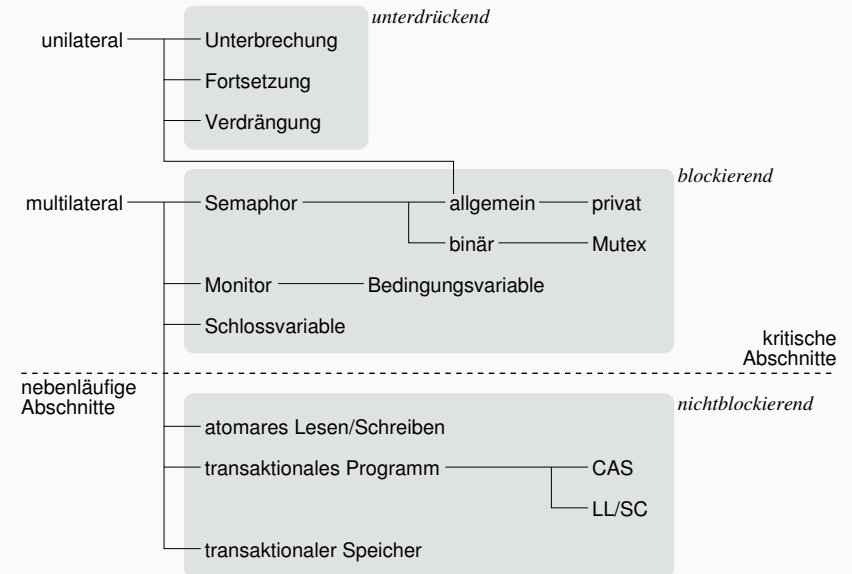 unterdrückend
unilateral Unterbrechung
Fortsetzung
Verdrängung
blockierend
multilateral Semaphor allgemein privat
binär Mutex
Monitor Bedingungsvariable
Schlossvariable
kritische
Abschnitte
nebenläufige
Abschnitte
nichtblockierend
atomares Lesen/Schreiben
transaktionales Programm CAS
LL/SC
transaktionaler Speicher